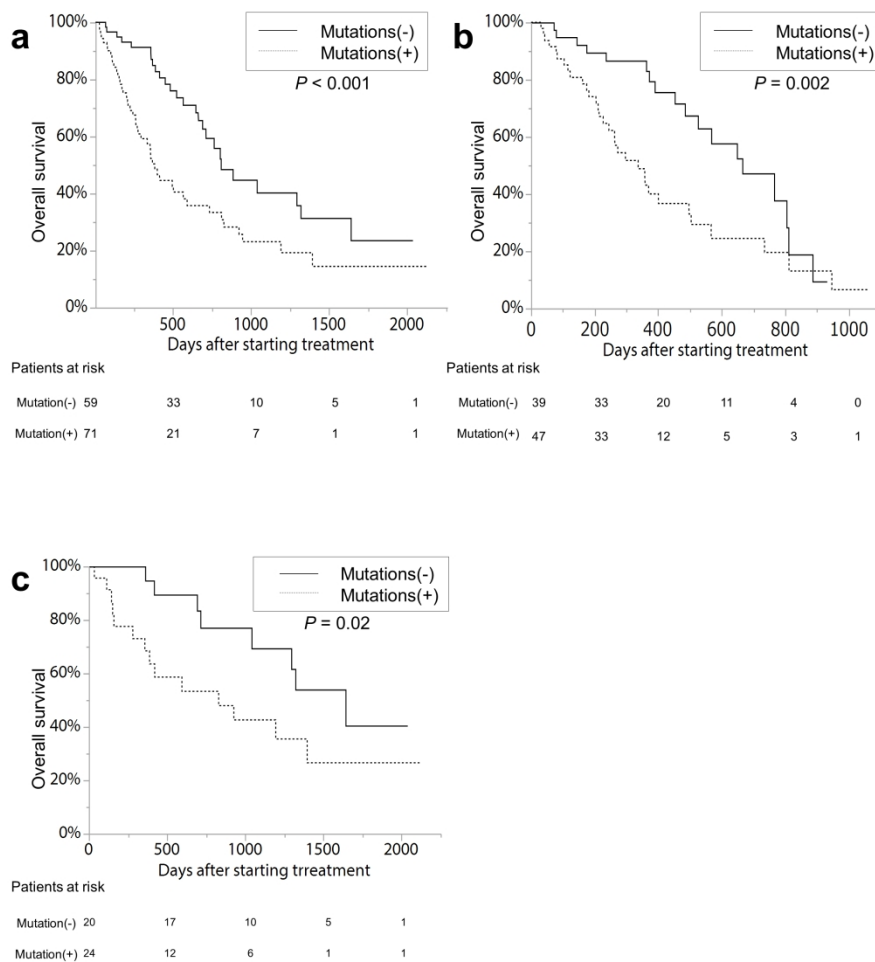 a
Mutations(-)
Mutations(+)
P < 0.001
100%
80%
60%
40%
20%
0%
Overall survival
500 1000 1500 2000
Days after starting treatment
Patients at risk
Mutation(-) 59 33 10 5 1
Mutation(+) 71 21 7 1 1
b
Mutations(-)
Mutations(+)
P = 0.002
100%
80%
60%
40%
20%
0%
Overall survival
0 200 400 600 800 1000
Days after starting treatment
Patients at risk
Mutation(-) 39 33 20 11 4 0
Mutation(+) 47 33 12 5 3 1
c
Mutations(-)
Mutations(+)
P = 0.02
100%
80%
60%
40%
20%
0%
Overall survival
0 500 1000 1500 2000
Days after starting trreatment
Patients at risk
Mutation(-) 20 17 10 5 1
Mutation(+) 24 12 6 1 1